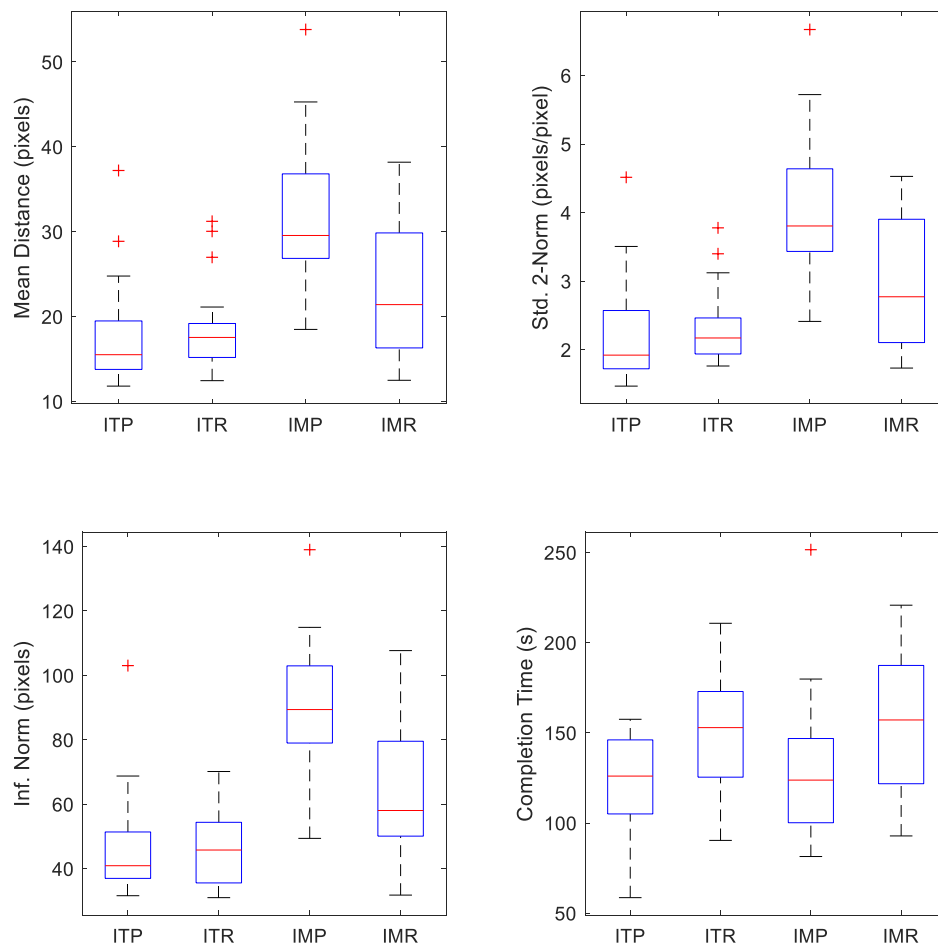 Mean Distance (pixels)
50
40
30
20
10
ITP ITR IMP IMR
Std. 2-Norm (pixels/pixel)
6
5
4
3
2
ITP ITR IMP IMR
Inf. Norm (pixels)
140
120
100
80
60
40
ITP ITR IMP IMR
Completion Time (s)
250
200
150
100
50
ITP ITR IMP IMR